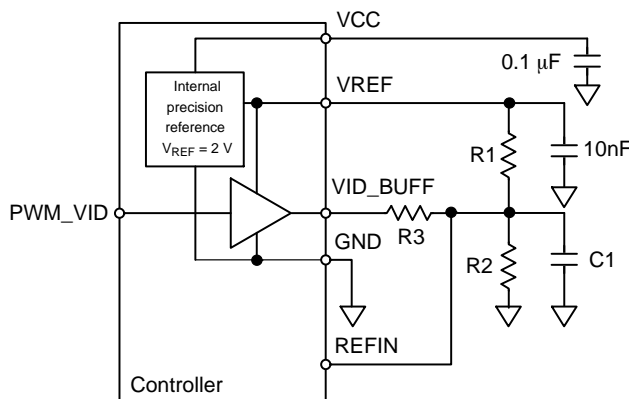 VCC
0.1 μF
Internal
precision
reference
VREF = 2 V
VREF
R1
10nF
VID_BUFF
PWM_VID
R3
GND
R2
C1
REFIN
Controller